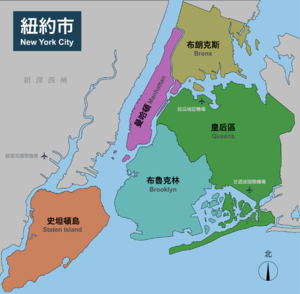 紐約市
New York City
布朗克斯
Bronx
紐澤西州
曼哈頓
Manhattan
皇后區
Queens
布魯克林
Brooklyn
史坦頓島
Staten Island
北